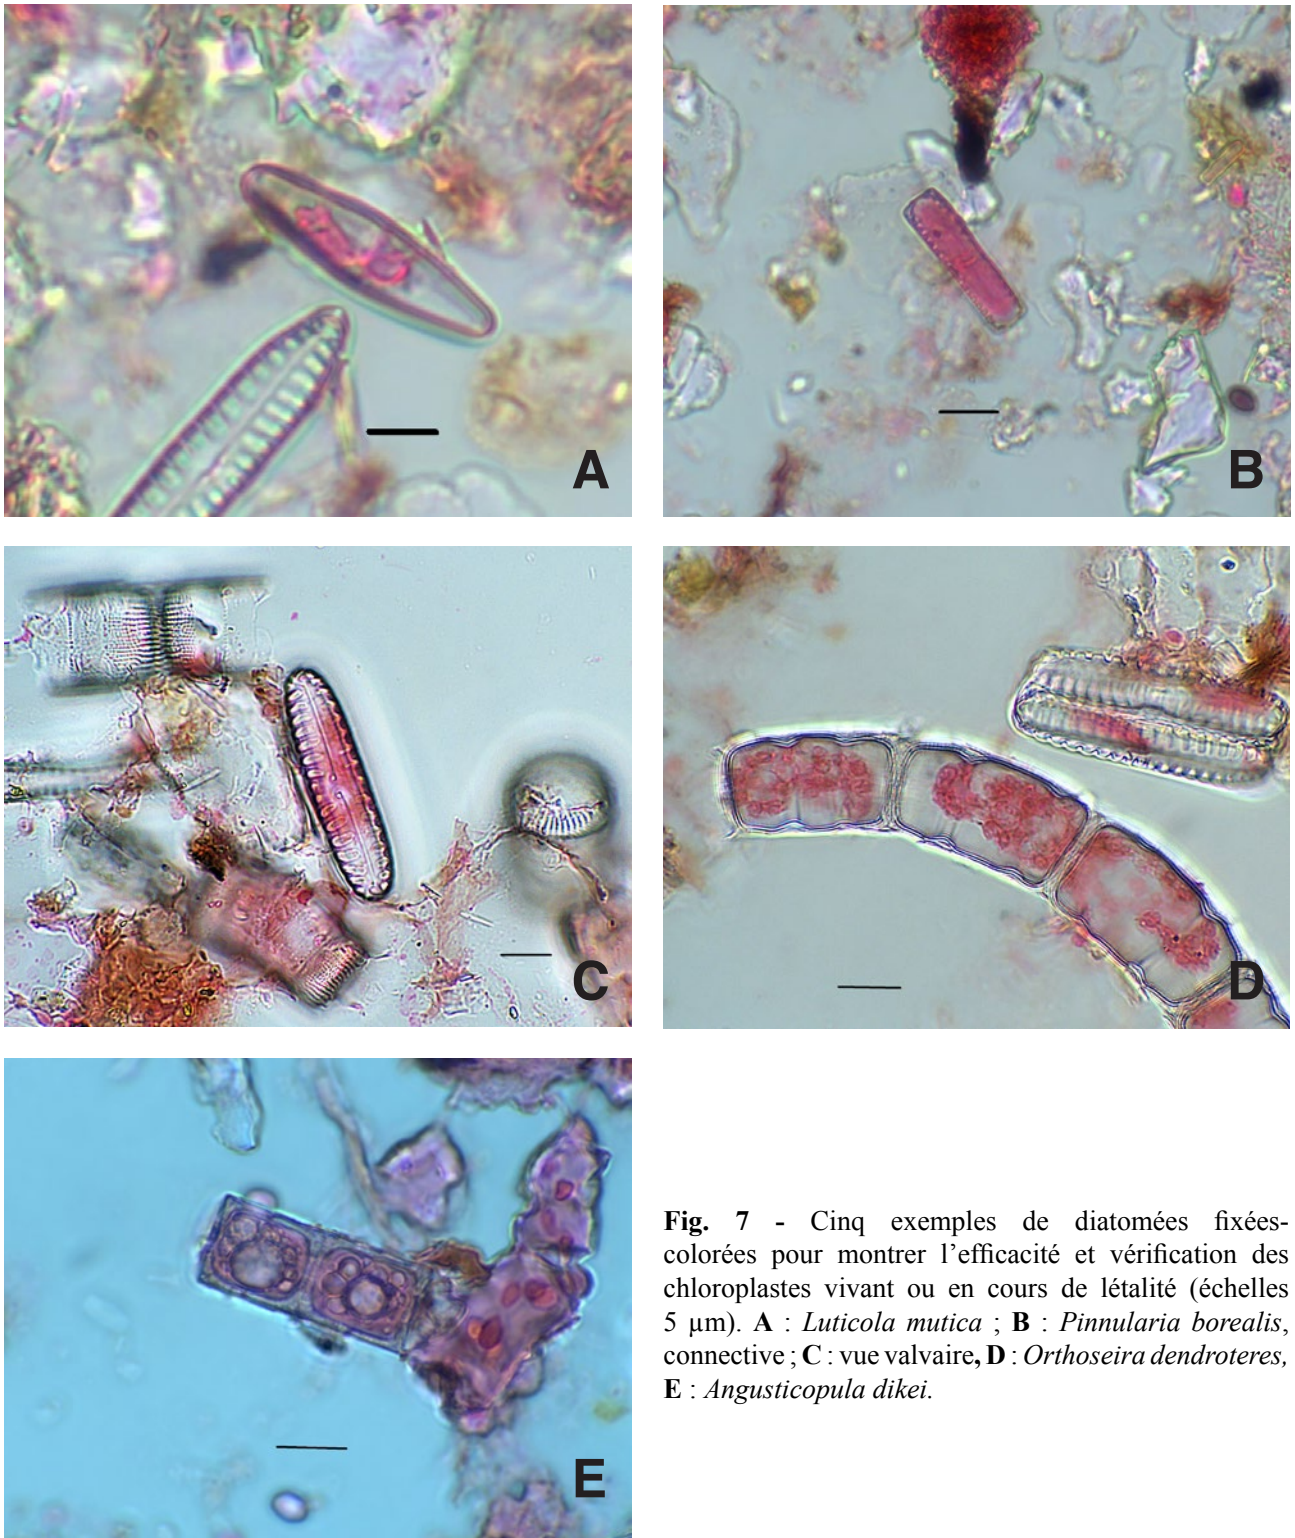 A
B
C
D
E
Fig. 7 - Cinq exemples de diatomées fixées-
colorées pour montrer l’efficacité et vérification des
chloroplastes vivant ou en cours de létalité (échelles
5 µm). A : Luticola mutica ; B : Pinnularia borealis,
connective ; C : vue valvaire, D : Orthoseira dendroteres,
E : Angusticopula dikei.